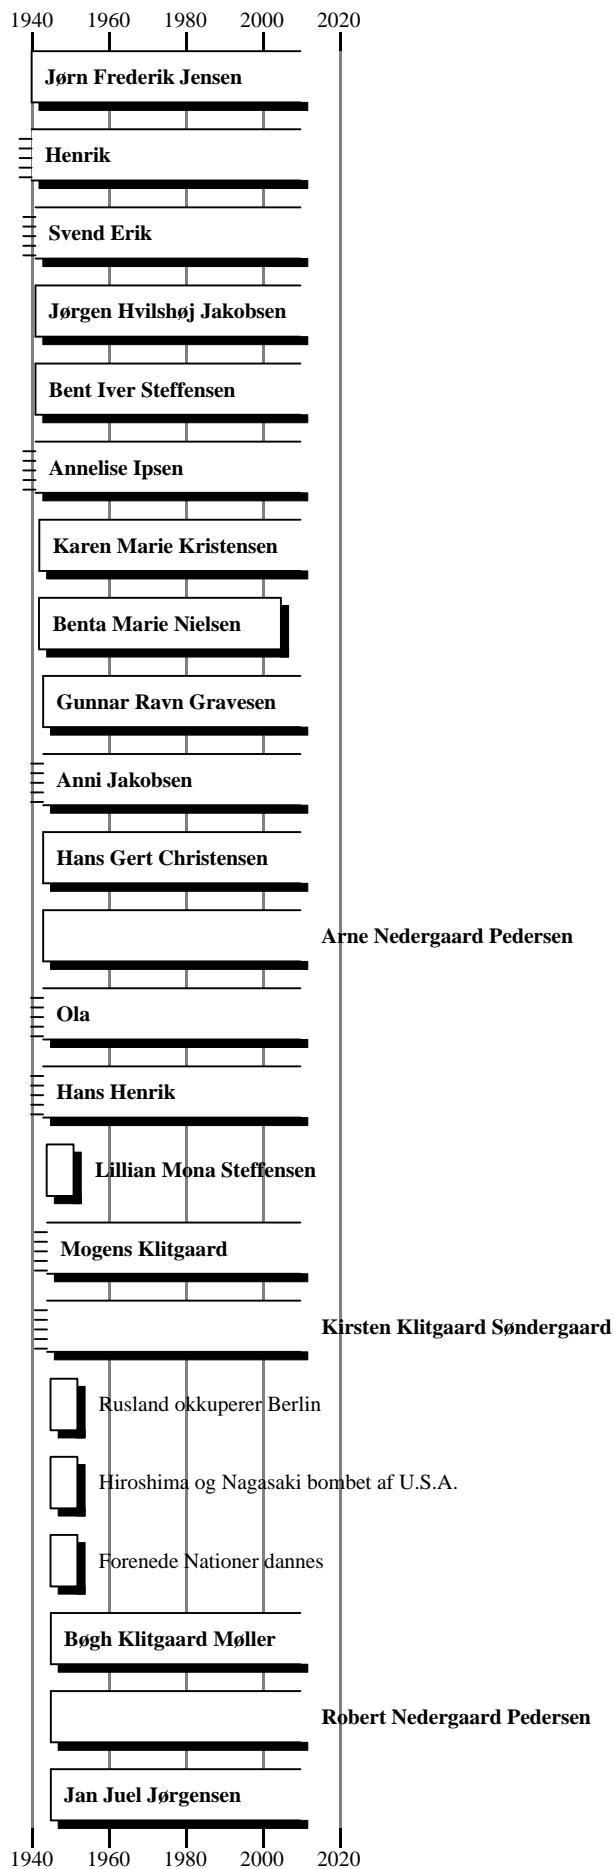 1940 1960 1980 2000 2020
Jørn Frederik Jensen
Henrik
Svend Erik
Jørgen Hvilshøj Jakobsen
Bent Iver Steffensen
Annelise Ipsen
Karen Marie Kristensen
Benta Marie Nielsen
Gunnar Ravn Gravesen
Anni Jakobsen
Hans Gert Christensen
Arne Nedergaard Pedersen
Ola
Hans Henrik
Lillian Mona Steffensen
Mogens Klitgaard
Kirsten Klitgaard Søndergaard
Rusland okkuperer Berlin
Hiroshima og Nagasaki bombet af U.S.A.
Forenede Nationer dannes
Bøgh Klitgaard Møller
Robert Nedergaard Pedersen
Jan Juel Jørgensen
1940 1960 1980 2000 2020